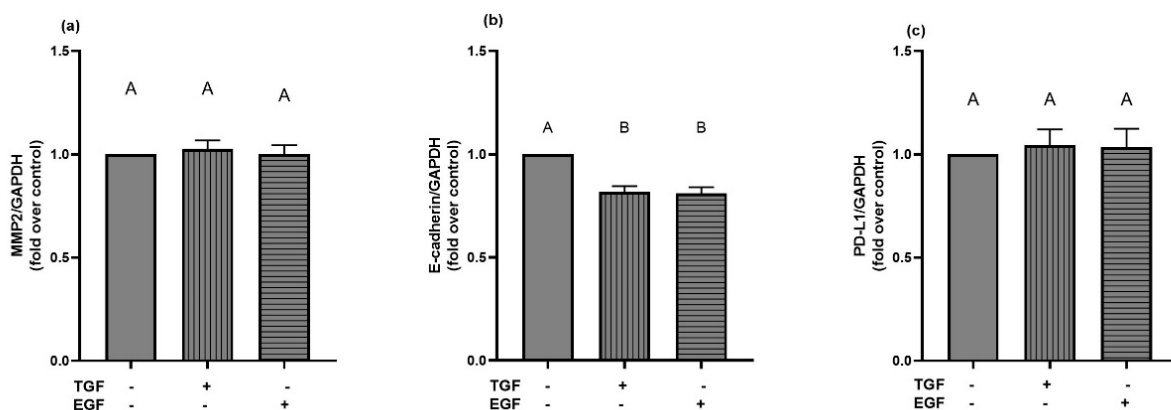 (a)
MMP2/GAPDH
(fold over control)
1.5
1.0
0.5
0.0
A
A
A
TGF - + -
EGF - - +
(b)
E-cadherin/GAPDH
(fold over control)
1.5
1.0
0.5
0.0
A
B
B
TGF - + -
EGF - - +
(c)
PD-L1/GAPDH
(fold over control)
1.5
1.0
0.5
0.0
A
A
A
TGF - + -
EGF - - +